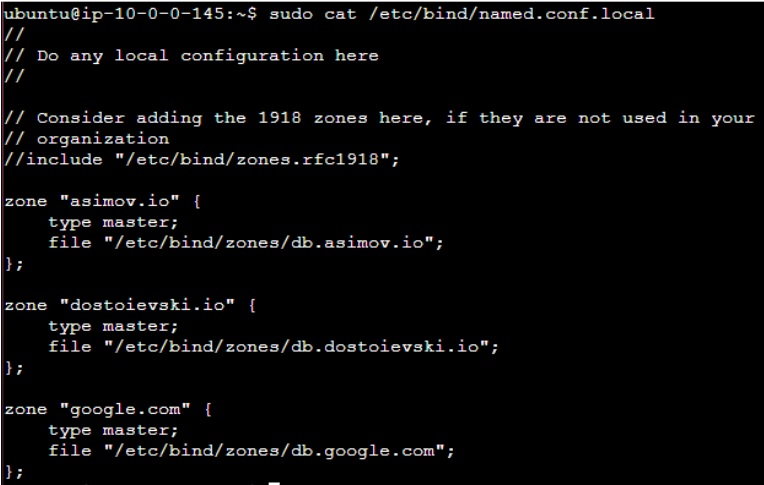 ubuntu@ip-10-0-0-145:~$ sudo cat /etc/bind/named.conf.local
//
// Do any local configuration here
//
// Consider adding the 1918 zones here, if they are not used in your
// organization
//include "/etc/bind/zones.rfc1918";
zone "asimov.io" {
    type master;
    file "/etc/bind/zones/db.asimov.io";
};
zone "dostoievski.io" {
    type master;
    file "/etc/bind/zones/db.dostoievski.io";
};
zone "google.com" {
    type master;
    file "/etc/bind/zones/db.google.com";
};